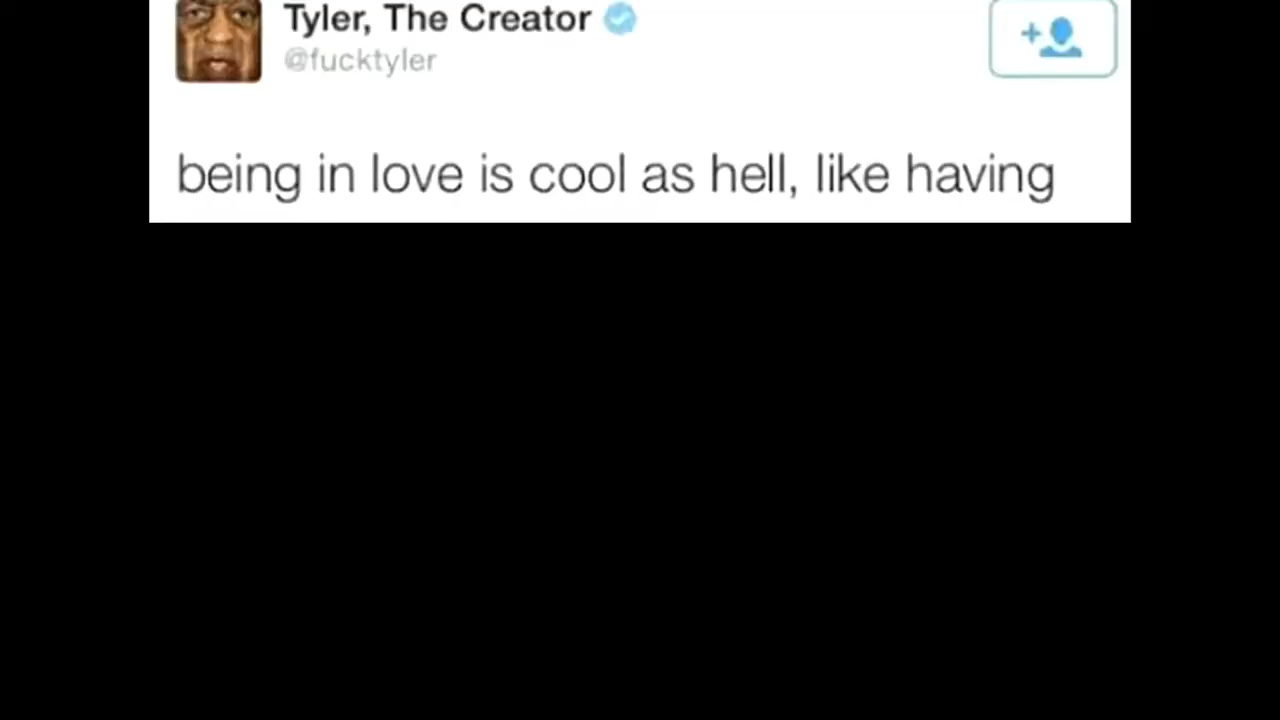 Tyler, The Creator
@fucktyler
being in love is cool as hell, like having